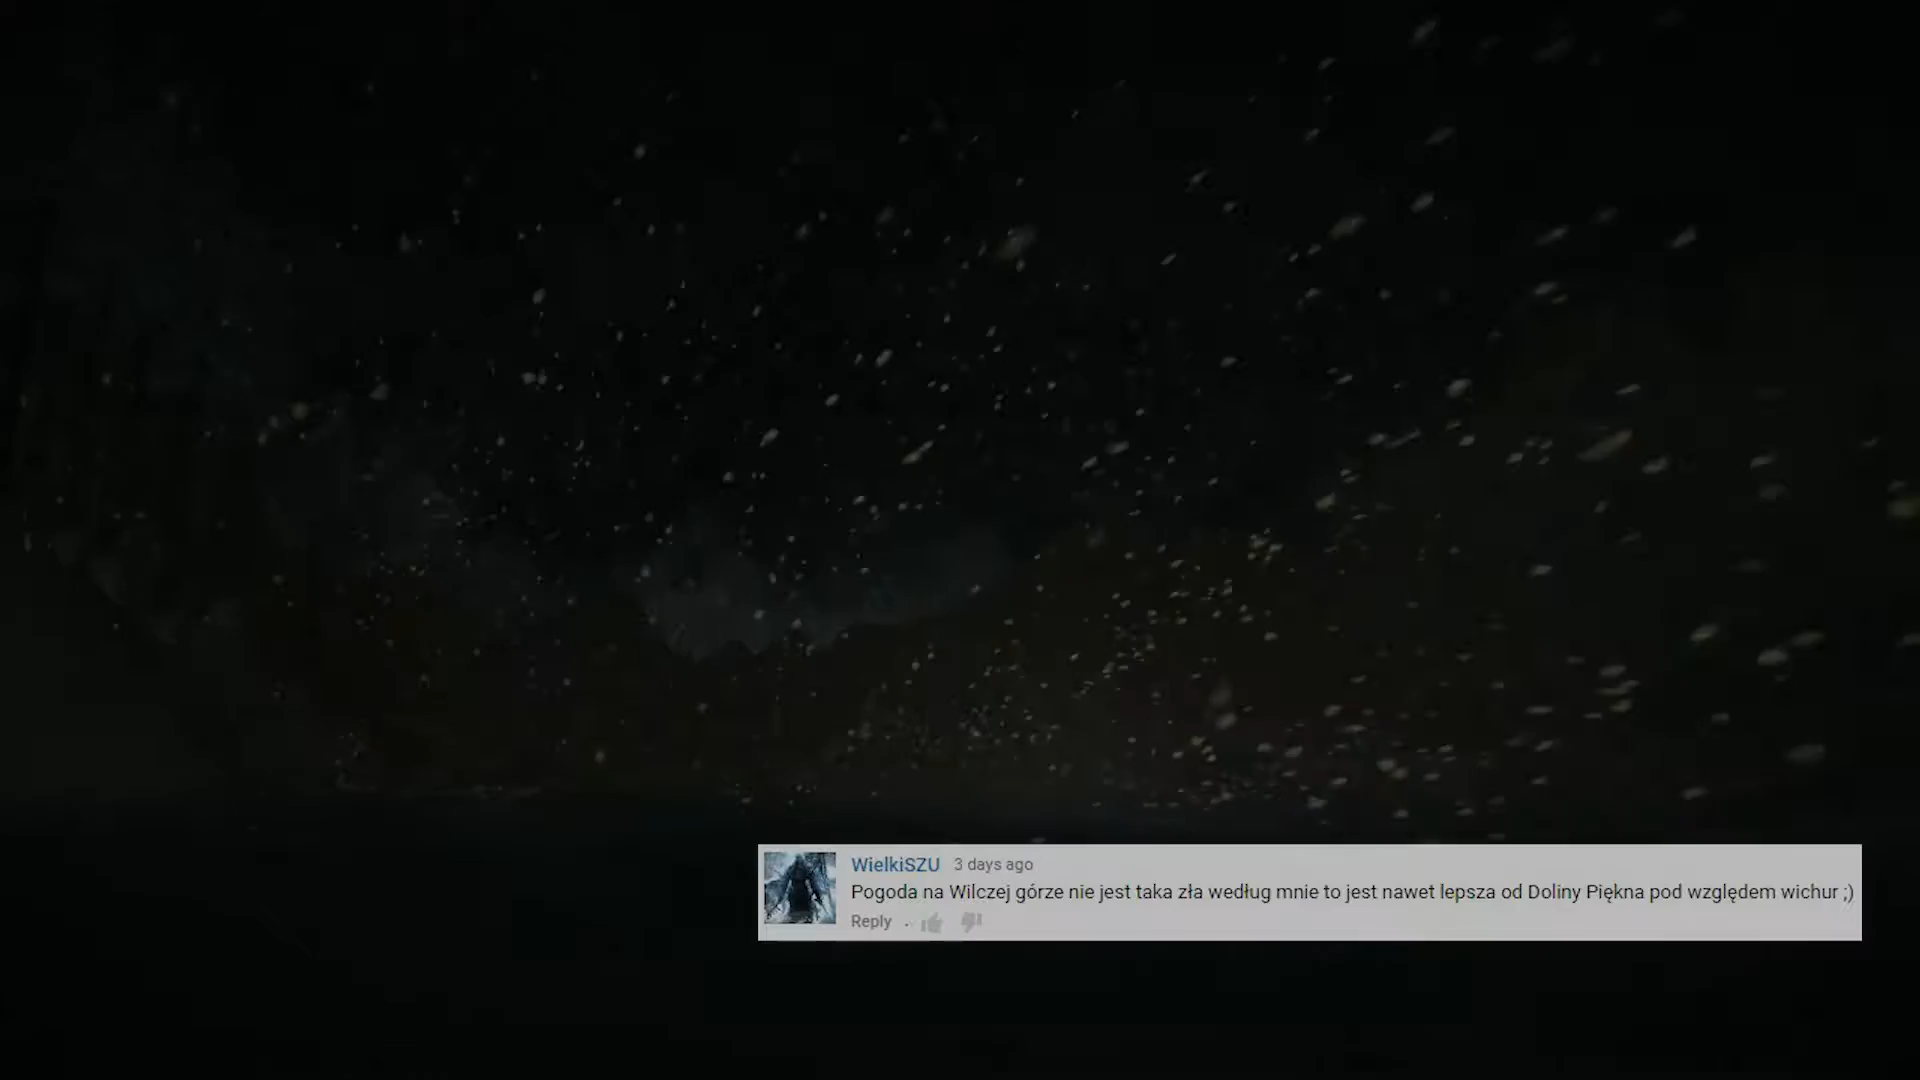 WielkiSZU 3 days ago
Pogoda na Wilczej górze nie jest taka zła według mnie to jest nawet lepsza od Doliny Piękna pod względem wichur ;)
Reply .